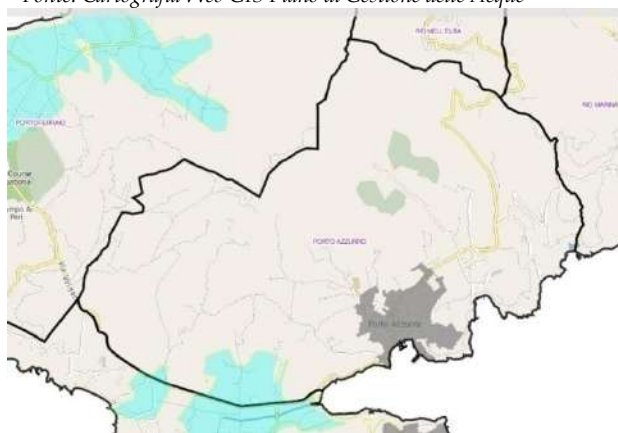 Fonte: Cartografia Web GIS Piano di Gestione delle Acque
RIO NELL'ELBA
RIO MARINA
PORTOFERRAIO
Course
PORTO AZZURRO
Porto Azzurro